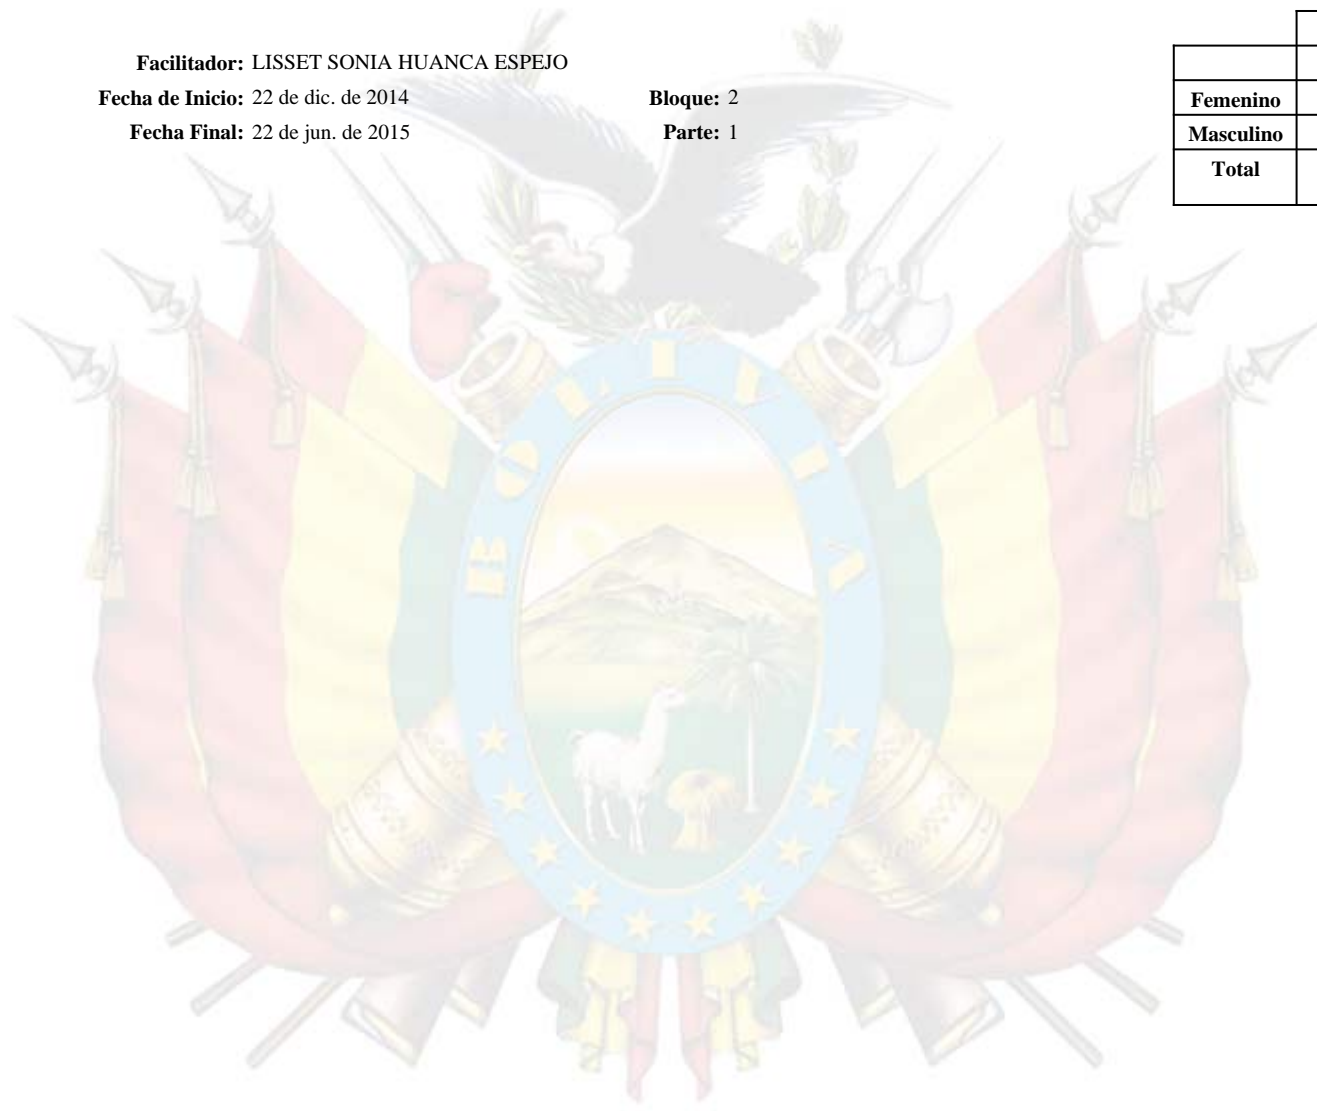 Facilitador: LISSET SONIA HUANCA ESPEJO
Fecha de Inicio: 22 de dic. de 2014 Bloque: 2
Fecha Final: 22 de jun. de 2015 Parte: 1
Femenino
Masculino
Total
BOLIVIA